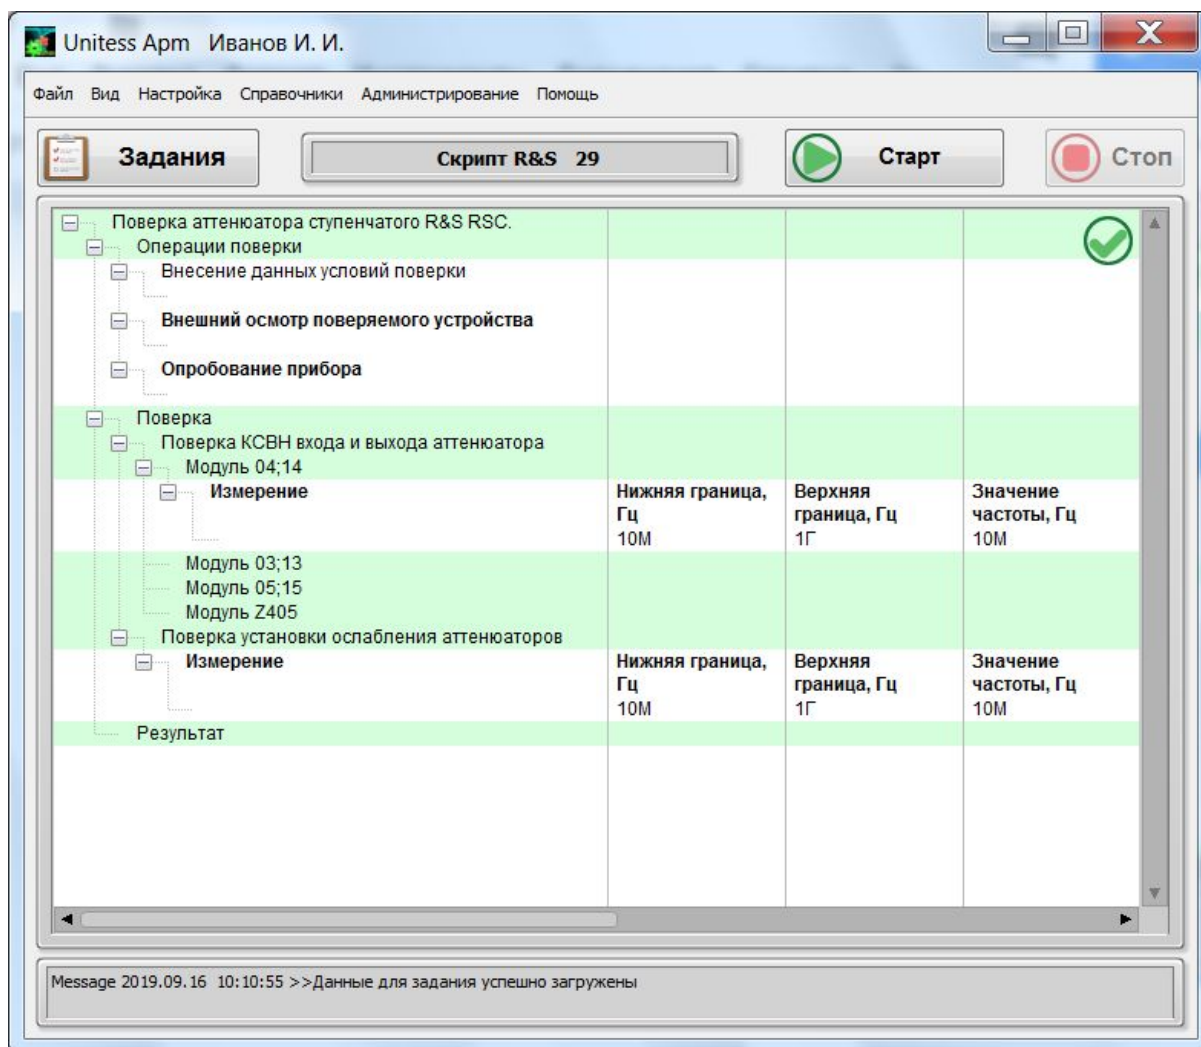 Unitess Apm Иванов И. И.
Файл Вид Настройка Справочники Администрирование Помощь
Задания
Скрипт R&S 29
Старт
Стоп
Поверка аттенюатора ступенчатого R&S RSC.
Операции поверки
Внесение данных условий поверки
Внешний осмотр поверяемого устройства
Опробование прибора
Поверка
Поверка КСВН входа и выхода аттенюатора
Модуль 04;14
Измерение Нижняя граница, Верхняя Значение
Гц граница, Гц частоты, Гц
10М 1Г 10М
Модуль 03;13
Модуль 05;15
Модуль Z405
Поверка установки ослабления аттенюаторов
Измерение Нижняя граница, Верхняя Значение
Гц граница, Гц частоты, Гц
10М 1Г 10М
Результат
Message 2019.09.16 10:10:55 >>Данные для задания успешно загружены